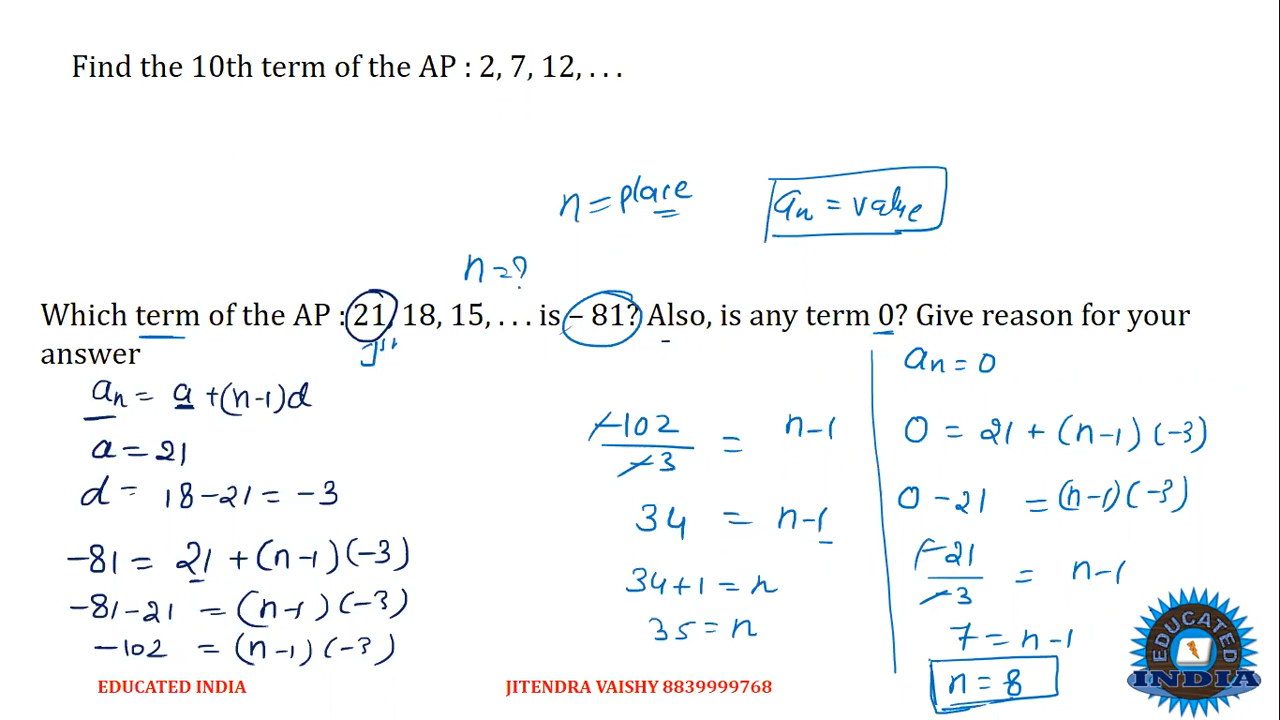 Find the 10th term of the AP : 2, 7, 12, . . .
n = place
an = value
n = ?
Which term of the AP : 21, 18, 15, . . . is – 81? Also, is any term 0? Give reason for your
answer
an = a + (n-1)d
a = 21
d = 18 - 21 = -3
-81 = 21 + (n-1)(-3)
-81 - 21 = (n-1)(-3)
-102 = (n-1)(-3)
-102/-3 = n-1
34 = n-1
34+1 = n
35 = n
an = 0
0 = 21 + (n-1)(-3)
0 - 21 = (n-1)(-3)
-21/-3 = n-1
7 = n-1
n = 8
EDUCATED INDIA
JITENDRA VAISHY 8839999768
EDUCATED
INDIA